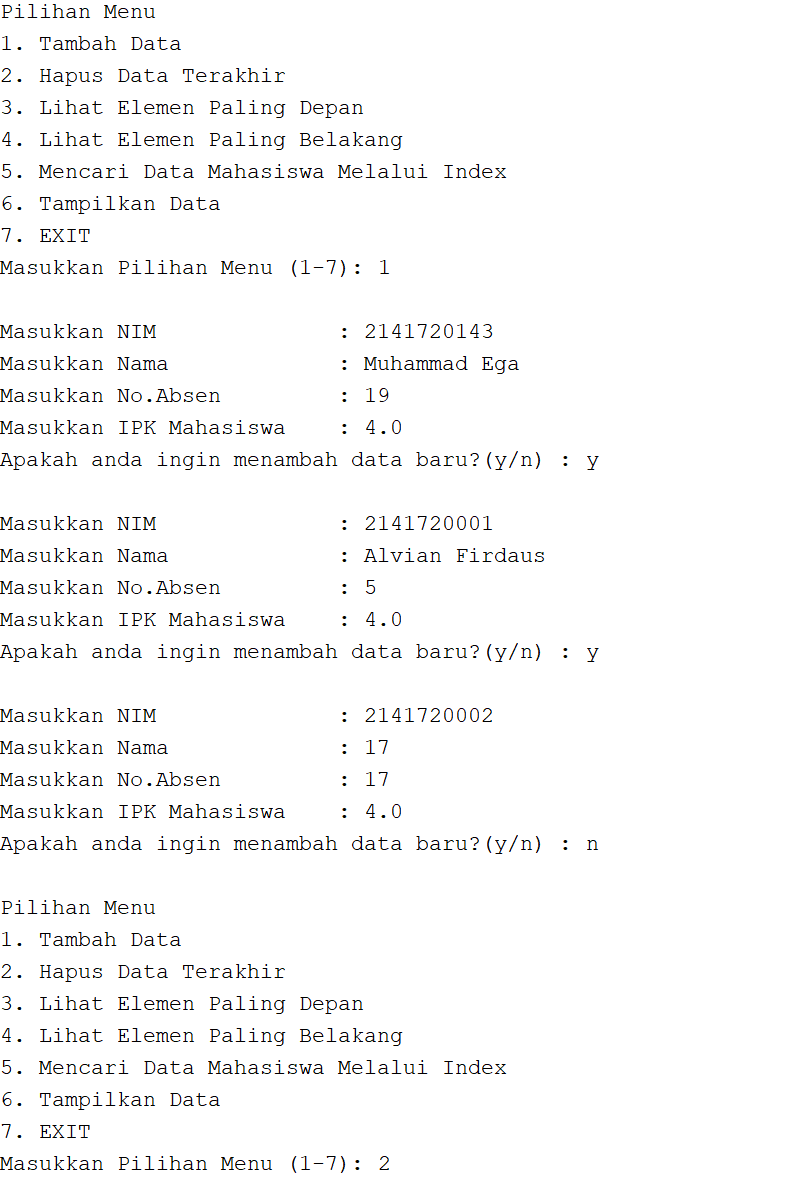 Pilihan Menu
1. Tambah Data
2. Hapus Data Terakhir
3. Lihat Elemen Paling Depan
4. Lihat Elemen Paling Belakang
5. Mencari Data Mahasiswa Melalui Index
6. Tampilkan Data
7. EXIT
Masukkan Pilihan Menu (1-7): 1
Masukkan NIM : 2141720143
Masukkan Nama : Muhammad Ega
Masukkan No.Absen : 19
Masukkan IPK Mahasiswa : 4.0
Apakah anda ingin menambah data baru?(y/n) : y
Masukkan NIM : 2141720001
Masukkan Nama : Alvian Firdaus
Masukkan No.Absen : 5
Masukkan IPK Mahasiswa : 4.0
Apakah anda ingin menambah data baru?(y/n) : y
Masukkan NIM : 2141720002
Masukkan Nama : 17
Masukkan No.Absen : 17
Masukkan IPK Mahasiswa : 4.0
Apakah anda ingin menambah data baru?(y/n) : n
Pilihan Menu
1. Tambah Data
2. Hapus Data Terakhir
3. Lihat Elemen Paling Depan
4. Lihat Elemen Paling Belakang
5. Mencari Data Mahasiswa Melalui Index
6. Tampilkan Data
7. EXIT
Masukkan Pilihan Menu (1-7): 2